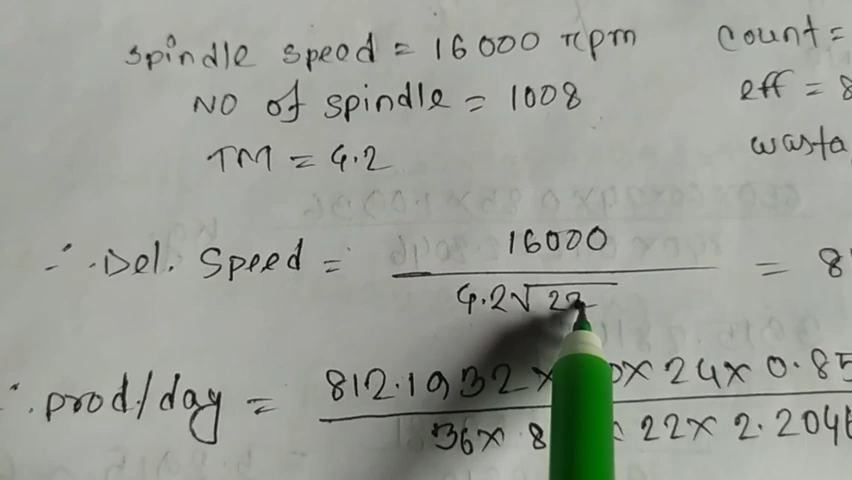 spindle speed = 16000 rpm count =
NO of spindle = 1008 eff = 8
TM = 4.2 wasta
∴ Del. Speed = 16000 / 4.2√22 = 8
∴ prod/day = 812.1932 × 0 × 24 × 0.85
36 × 8 × 22 × 2.204